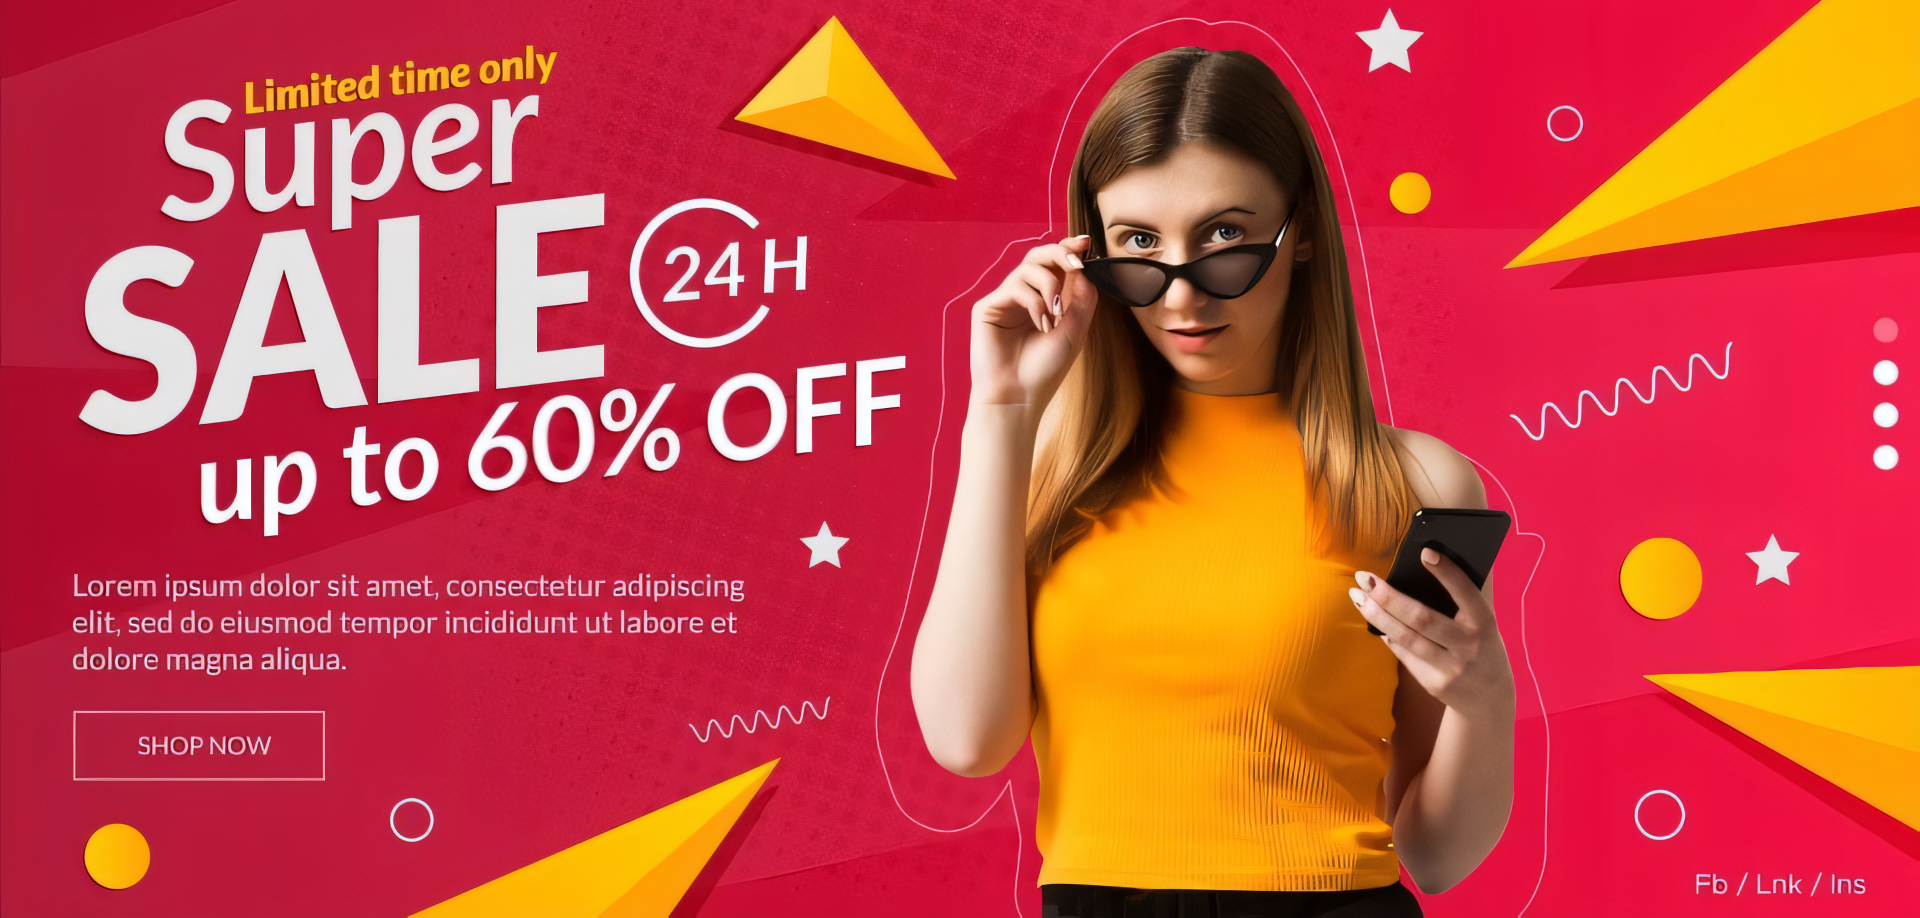 Limited time only
Super
SALE
24 H
up to 60% OFF
Lorem ipsum dolor sit amet, consectetur adipiscing
elit, sed do eiusmod tempor incididunt ut labore et
dolore magna aliqua.
SHOP NOW
Fb / Lnk / Ins